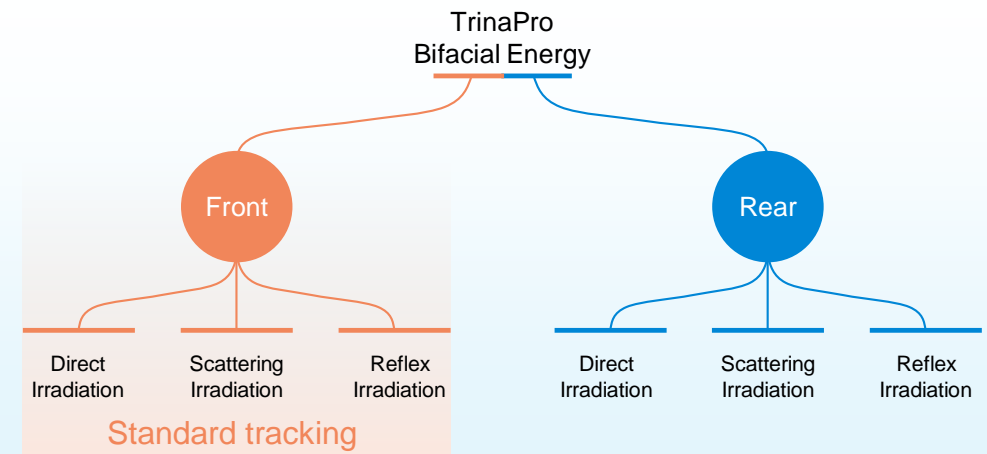 TrinaPro
Bifacial Energy
Front
Rear
Direct
Irradiation
Scattering
Irradiation
Reflex
Irradiation
Direct
Irradiation
Scattering
Irradiation
Reflex
Irradiation
Standard tracking